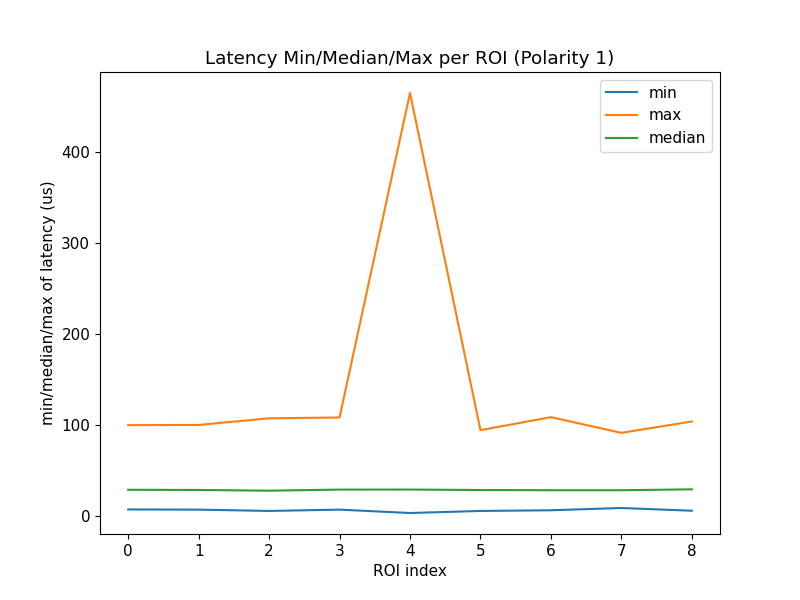 Latency Min/Median/Max per ROI (Polarity 1)
min
max
median
min/median/max of latency (us)
400
300
200
100
0
0 1 2 3 4 5 6 7 8
ROI index